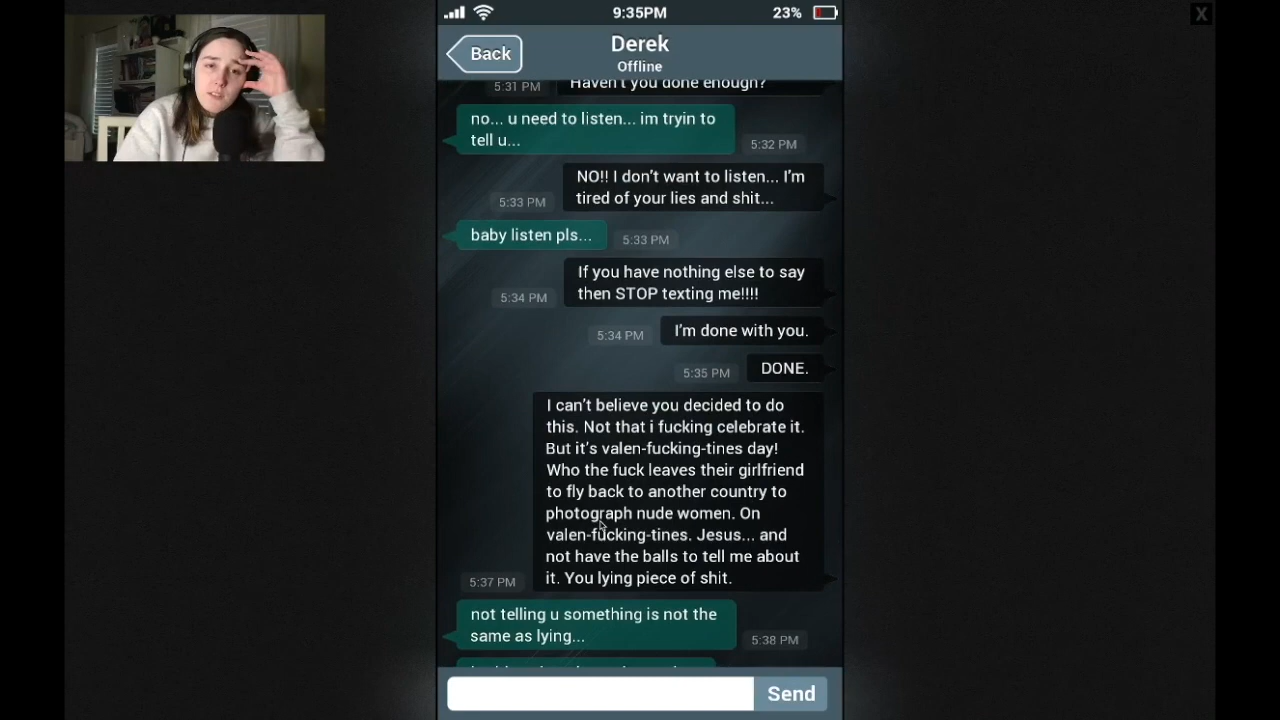 9:35PM
23%
X
Back
Derek
Offline
Haven't you done enough?
5:31 PM
no... u need to listen... im tryin to
tell u...
5:32 PM
NO!! I don't want to listen... I'm
tired of your lies and shit...
5:33 PM
baby listen pls...
5:33 PM
If you have nothing else to say
then STOP texting me!!!!
5:34 PM
I'm done with you.
5:34 PM
DONE.
5:35 PM
I can't believe you decided to do
this. Not that i fucking celebrate it.
But it's valen-fucking-tines day!
Who the fuck leaves their girlfriend
to fly back to another country to
photograph nude women. On
valen-fucking-tines. Jesus... and
not have the balls to tell me about
it. You lying piece of shit.
5:37 PM
not telling u something is not the
same as lying...
5:38 PM
Send